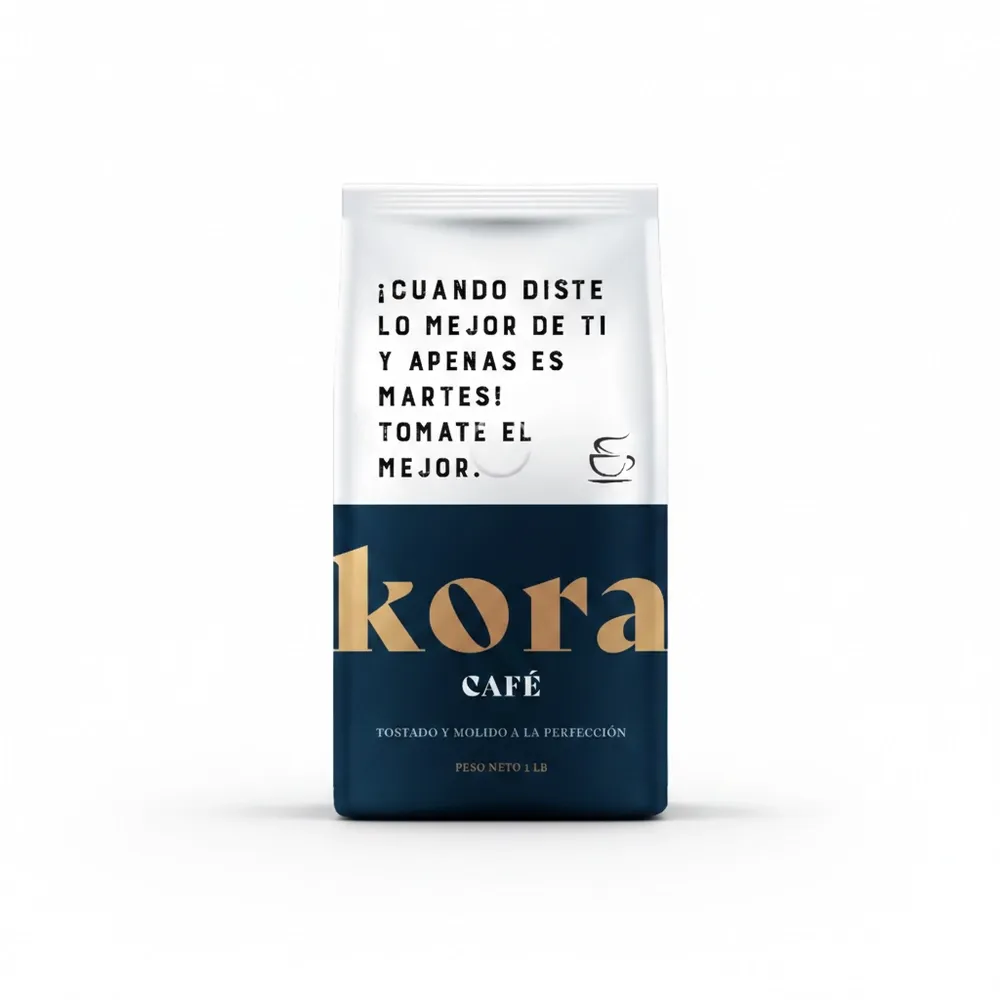 ¡CUANDO DISTE
LO MEJOR DE TI
Y APENAS ES
MARTES!
TOMATE EL
MEJOR.
kora
CAFÉ
TOSTADO Y MOLIDO A LA PERFECCIÓN
PESO NETO 1 LB